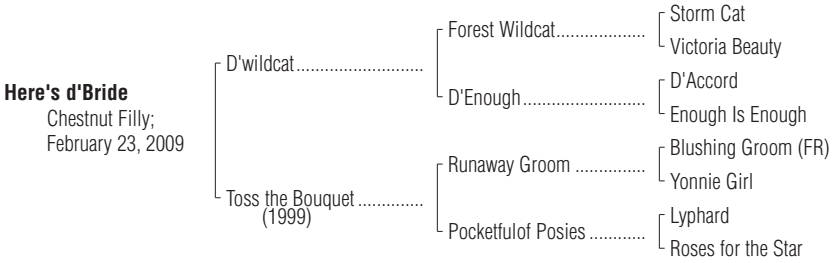 Here's d'Bride
Chestnut Filly;
February 23, 2009
D'wildcat
Toss the Bouquet
(1999)
Forest Wildcat
D'Enough
Runaway Groom
Pocketfulof Posies
Storm Cat
Victoria Beauty
D'Accord
Enough Is Enough
Blushing Groom (FR)
Yonnie Girl
Lyphard
Roses for the Star